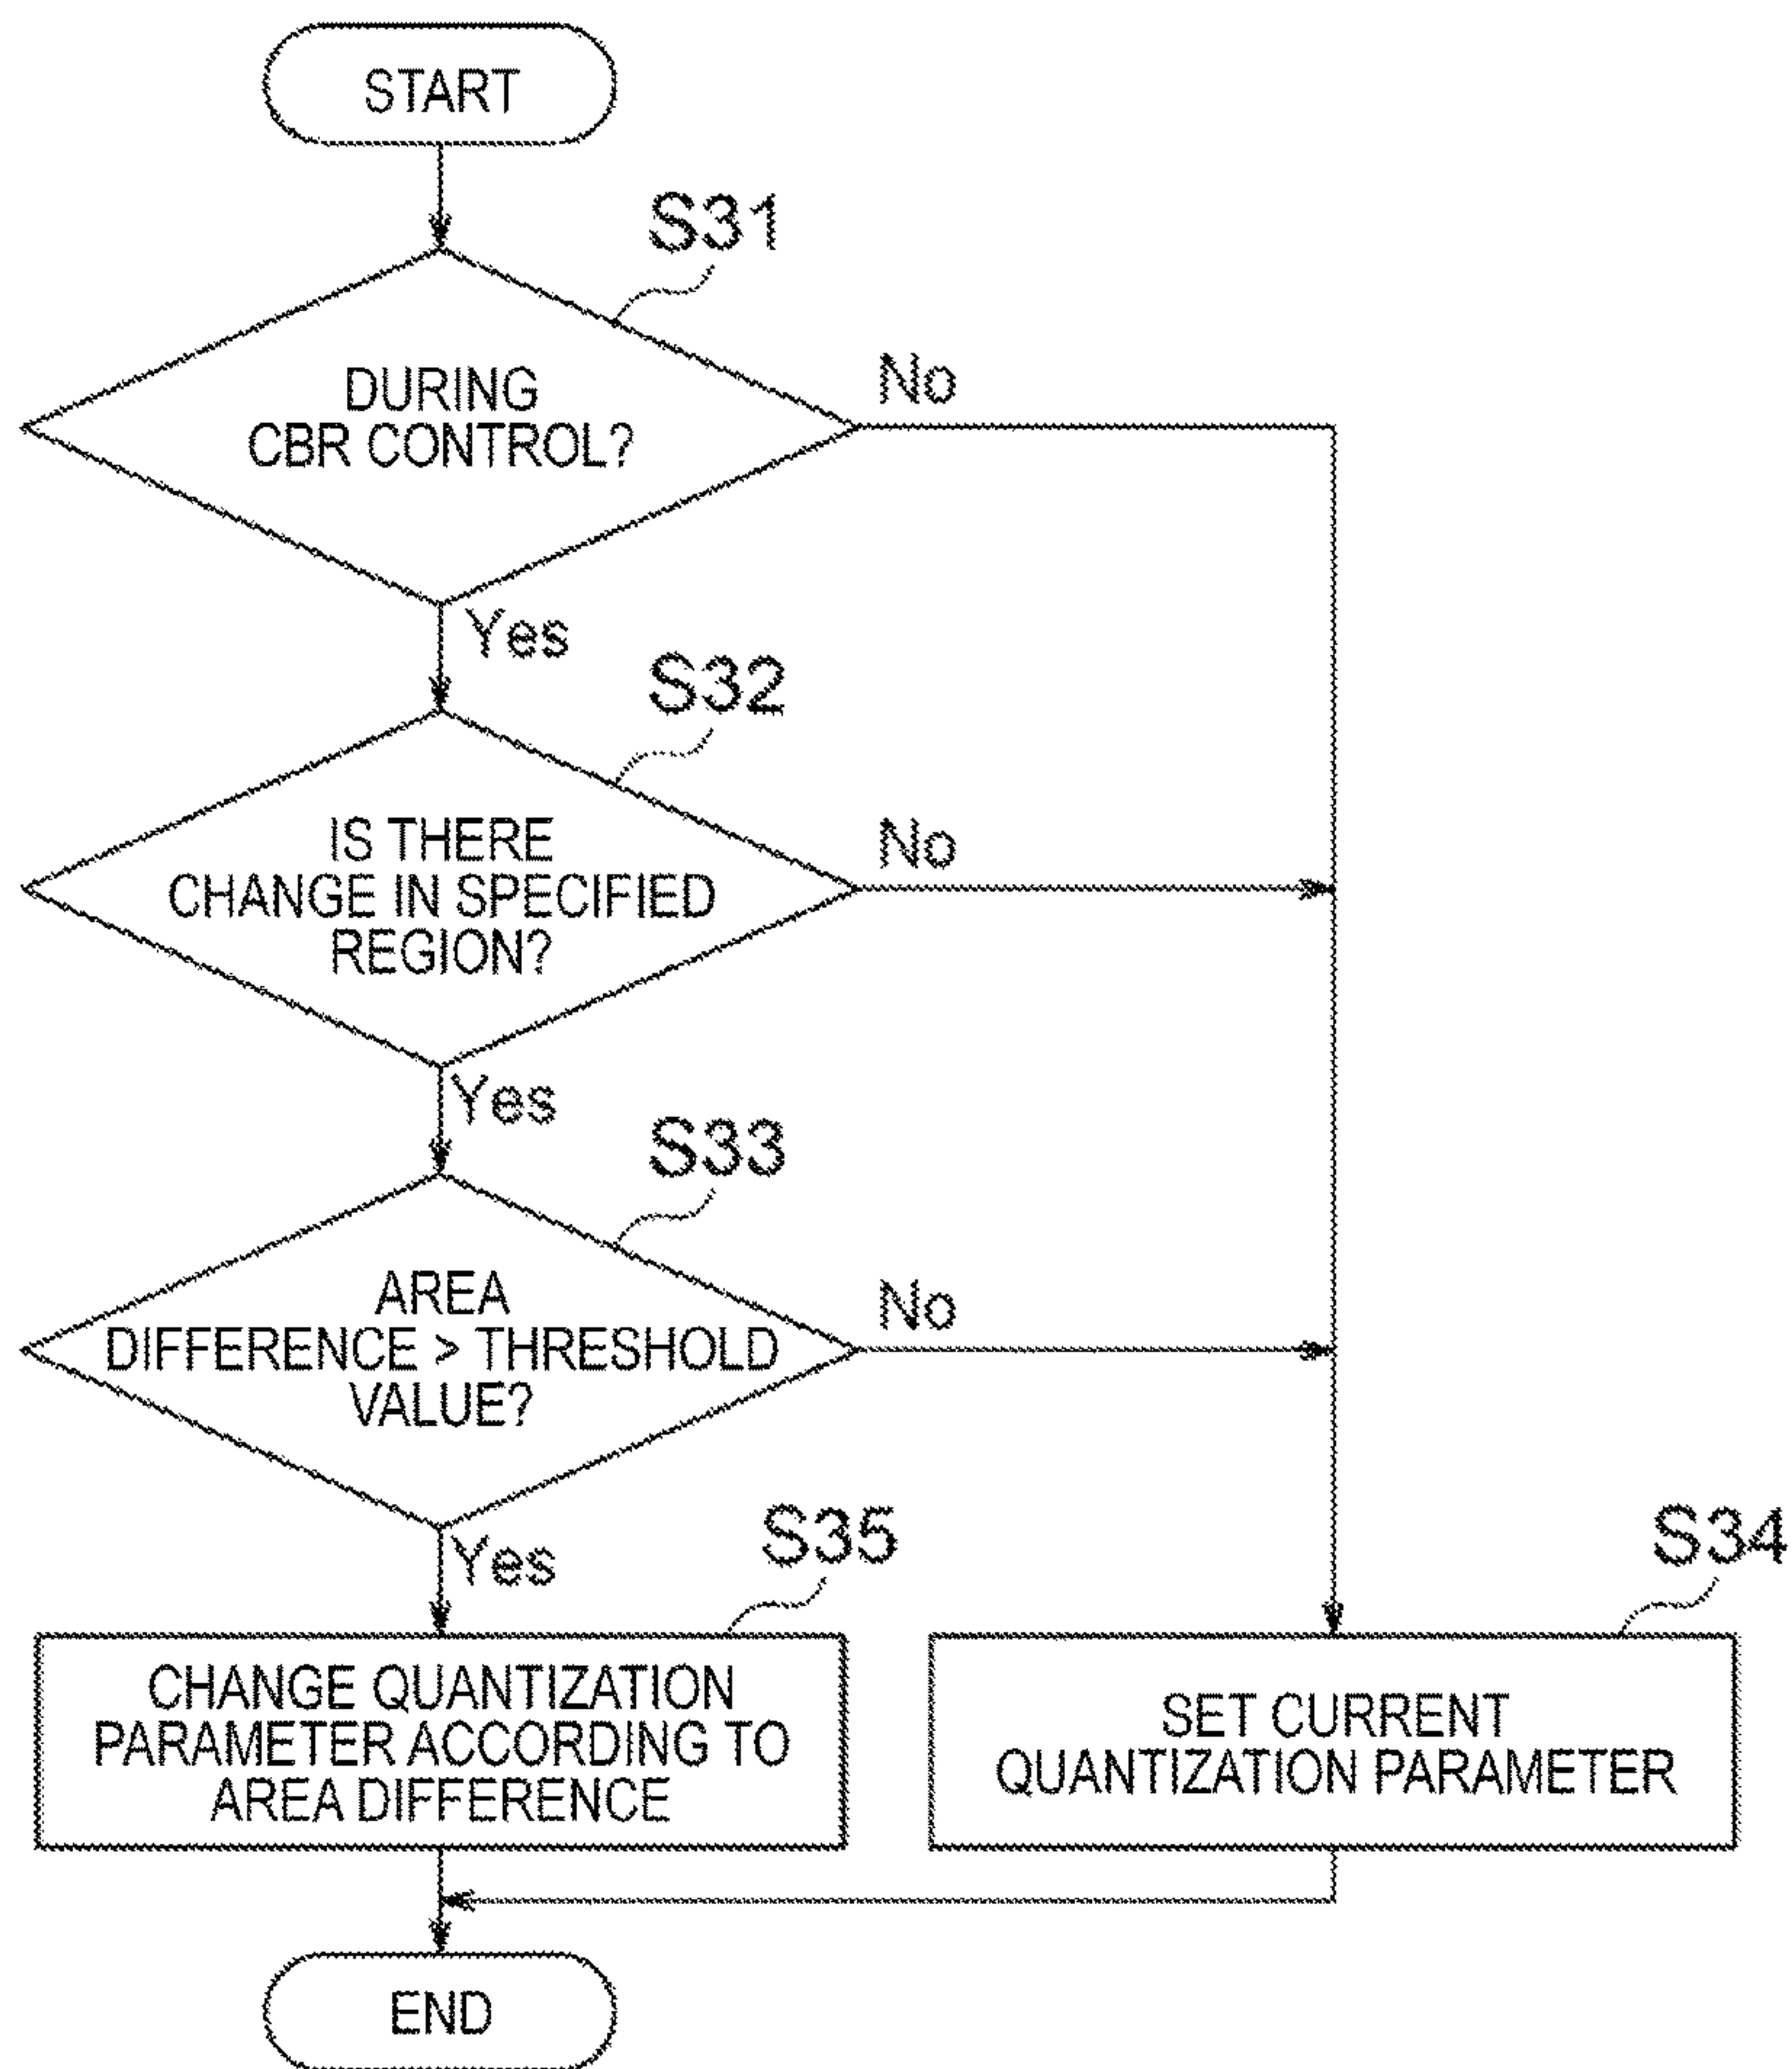 START
S31
DURING
CBR CONTROL?
No
Yes
S32
IS THERE
CHANGE IN SPECIFIED
REGION?
No
Yes
S33
AREA
DIFFERENCE > THRESHOLD
VALUE?
No
Yes
S35
S34
CHANGE QUANTIZATION
PARAMETER ACCORDING TO
AREA DIFFERENCE
SET CURRENT
QUANTIZATION PARAMETER
END